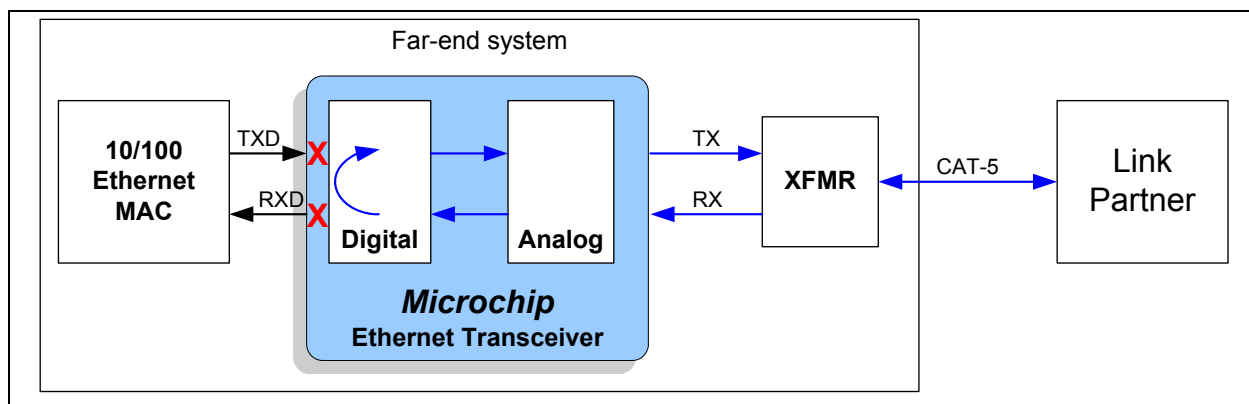 Far-end system
10/100
Ethernet
MAC
TXD
RXD
X
X
Digital
Analog
Microchip
Ethernet Transceiver
TX
RX
XFMR
CAT-5
Link
Partner